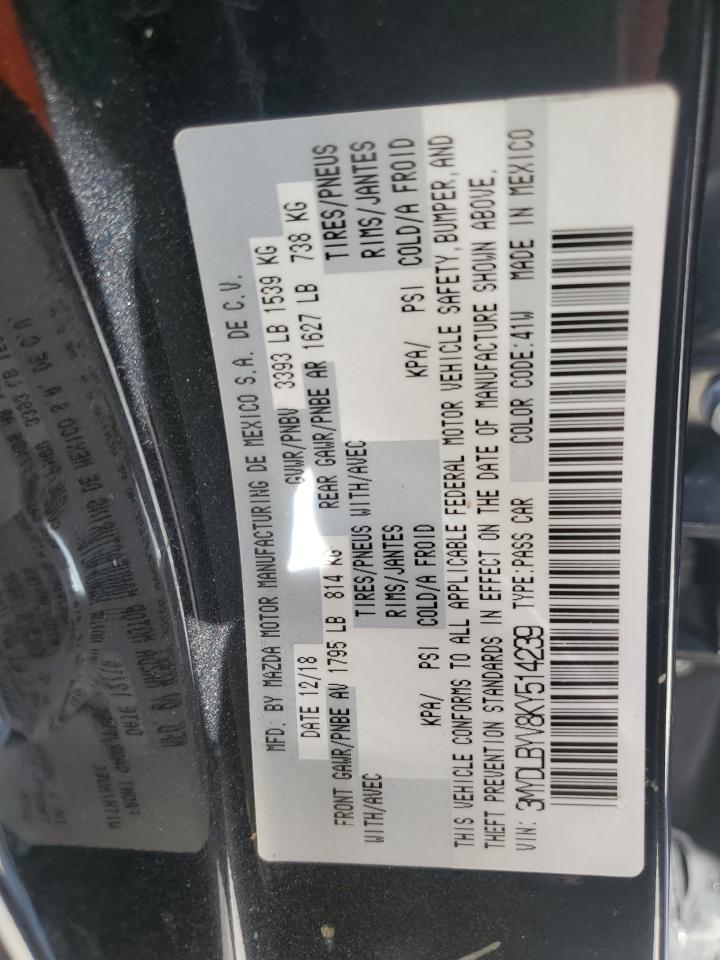 MFD. BY MAZDA MOTOR MANUFACTURING DE MEXICO S.A. DE C.V.
DATE 12/18 GVWR/PNBV 3393 LB 1539 KG
FRONT GAWR/PNBE AV 1795 LB 814 KG REAR GAWR/PNBE AR 1627 LB 738 KG
WITH/AVEC TIRES/PNEUS WITH/AVEC TIRES/PNEUS
RIMS/JANTES RIMS/JANTES
KPA/ PSI COLD/A FROID KPA/ PSI COLD/A FROID
THIS VEHICLE CONFORMS TO ALL APPLICABLE FEDERAL MOTOR VEHICLE SAFETY, BUMPER, AND
THEFT PREVENTION STANDARDS IN EFFECT ON THE DATE OF MANUFACTURE SHOWN ABOVE.
VIN: 3MYDLBYV8KY514239 TYPE:PASS CAR COLOR CODE:41W MADE IN MEXICO